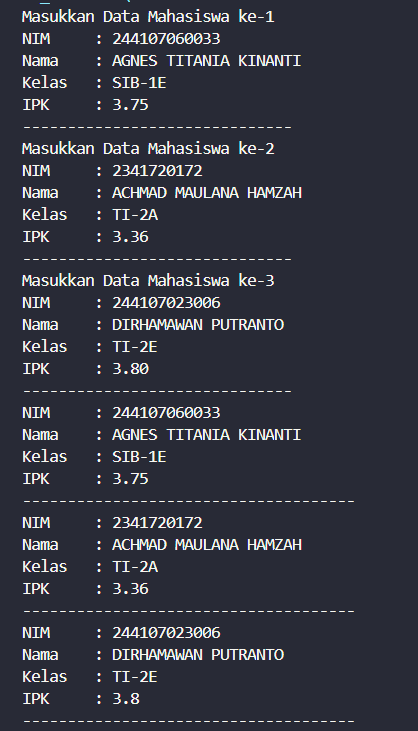 Masukkan Data Mahasiswa ke-1
NIM     : 244107060033
Nama    : AGNES TITANIA KINANTI
Kelas   : SIB-1E
IPK     : 3.75
------------------------------
Masukkan Data Mahasiswa ke-2
NIM     : 2341720172
Nama    : ACHMAD MAULANA HAMZAH
Kelas   : TI-2A
IPK     : 3.36
------------------------------
Masukkan Data Mahasiswa ke-3
NIM     : 244107023006
Nama    : DIRHAMAWAN PUTRANTO
Kelas   : TI-2E
IPK     : 3.80
------------------------------
NIM     : 244107060033
Nama    : AGNES TITANIA KINANTI
Kelas   : SIB-1E
IPK     : 3.75
-------------------------------------
NIM     : 2341720172
Nama    : ACHMAD MAULANA HAMZAH
Kelas   : TI-2A
IPK     : 3.36
-------------------------------------
NIM     : 244107023006
Nama    : DIRHAMAWAN PUTRANTO
Kelas   : TI-2E
IPK     : 3.8
-------------------------------------